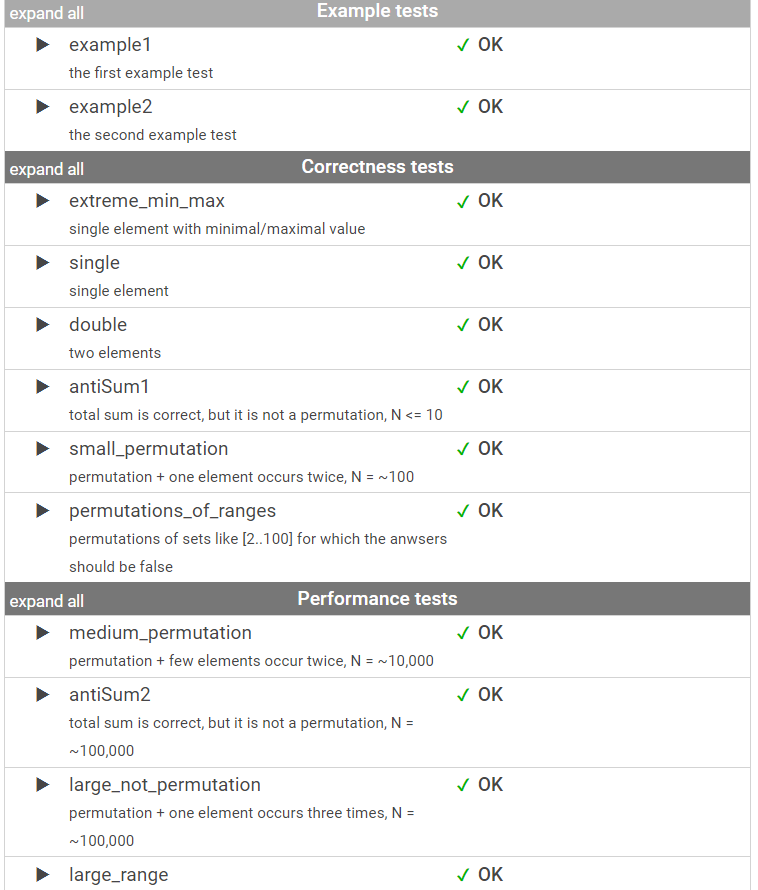 expand all Example tests
example1 OK
the first example test
example2 OK
the second example test
expand all Correctness tests
extreme_min_max OK
single element with minimal/maximal value
single OK
single element
double OK
two elements
antiSum1 OK
total sum is correct, but it is not a permutation, N <= 10
small_permutation OK
permutation + one element occurs twice, N = ~100
permutations_of_ranges OK
permutations of sets like [2..100] for which the anwsers
should be false
expand all Performance tests
medium_permutation OK
permutation + few elements occur twice, N = ~10,000
antiSum2 OK
total sum is correct, but it is not a permutation, N =
~100,000
large_not_permutation OK
permutation + one element occurs three times, N =
~100,000
large_range OK